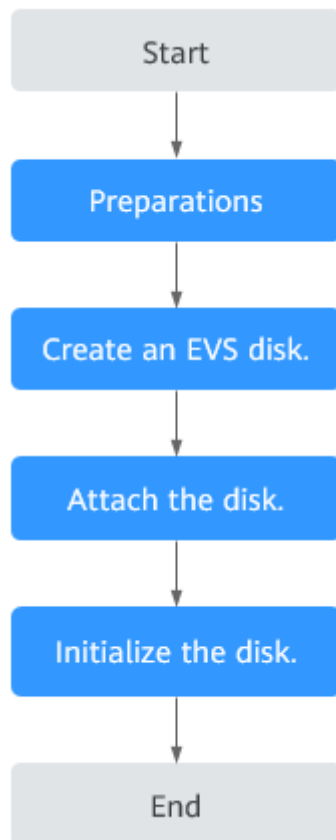 Start
Preparations
Create an EVS disk.
Attach the disk.
Initialize the disk.
End